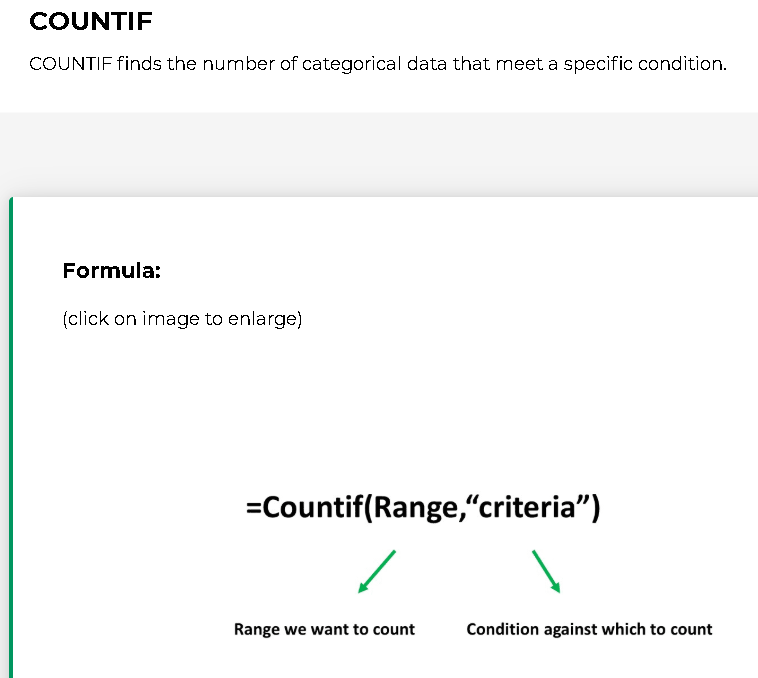 COUNTIF
COUNTIF finds the number of categorical data that meet a specific condition.
Formula:
(click on image to enlarge)
=Countif(Range,“criteria”)
Range we want to count
Condition against which to count